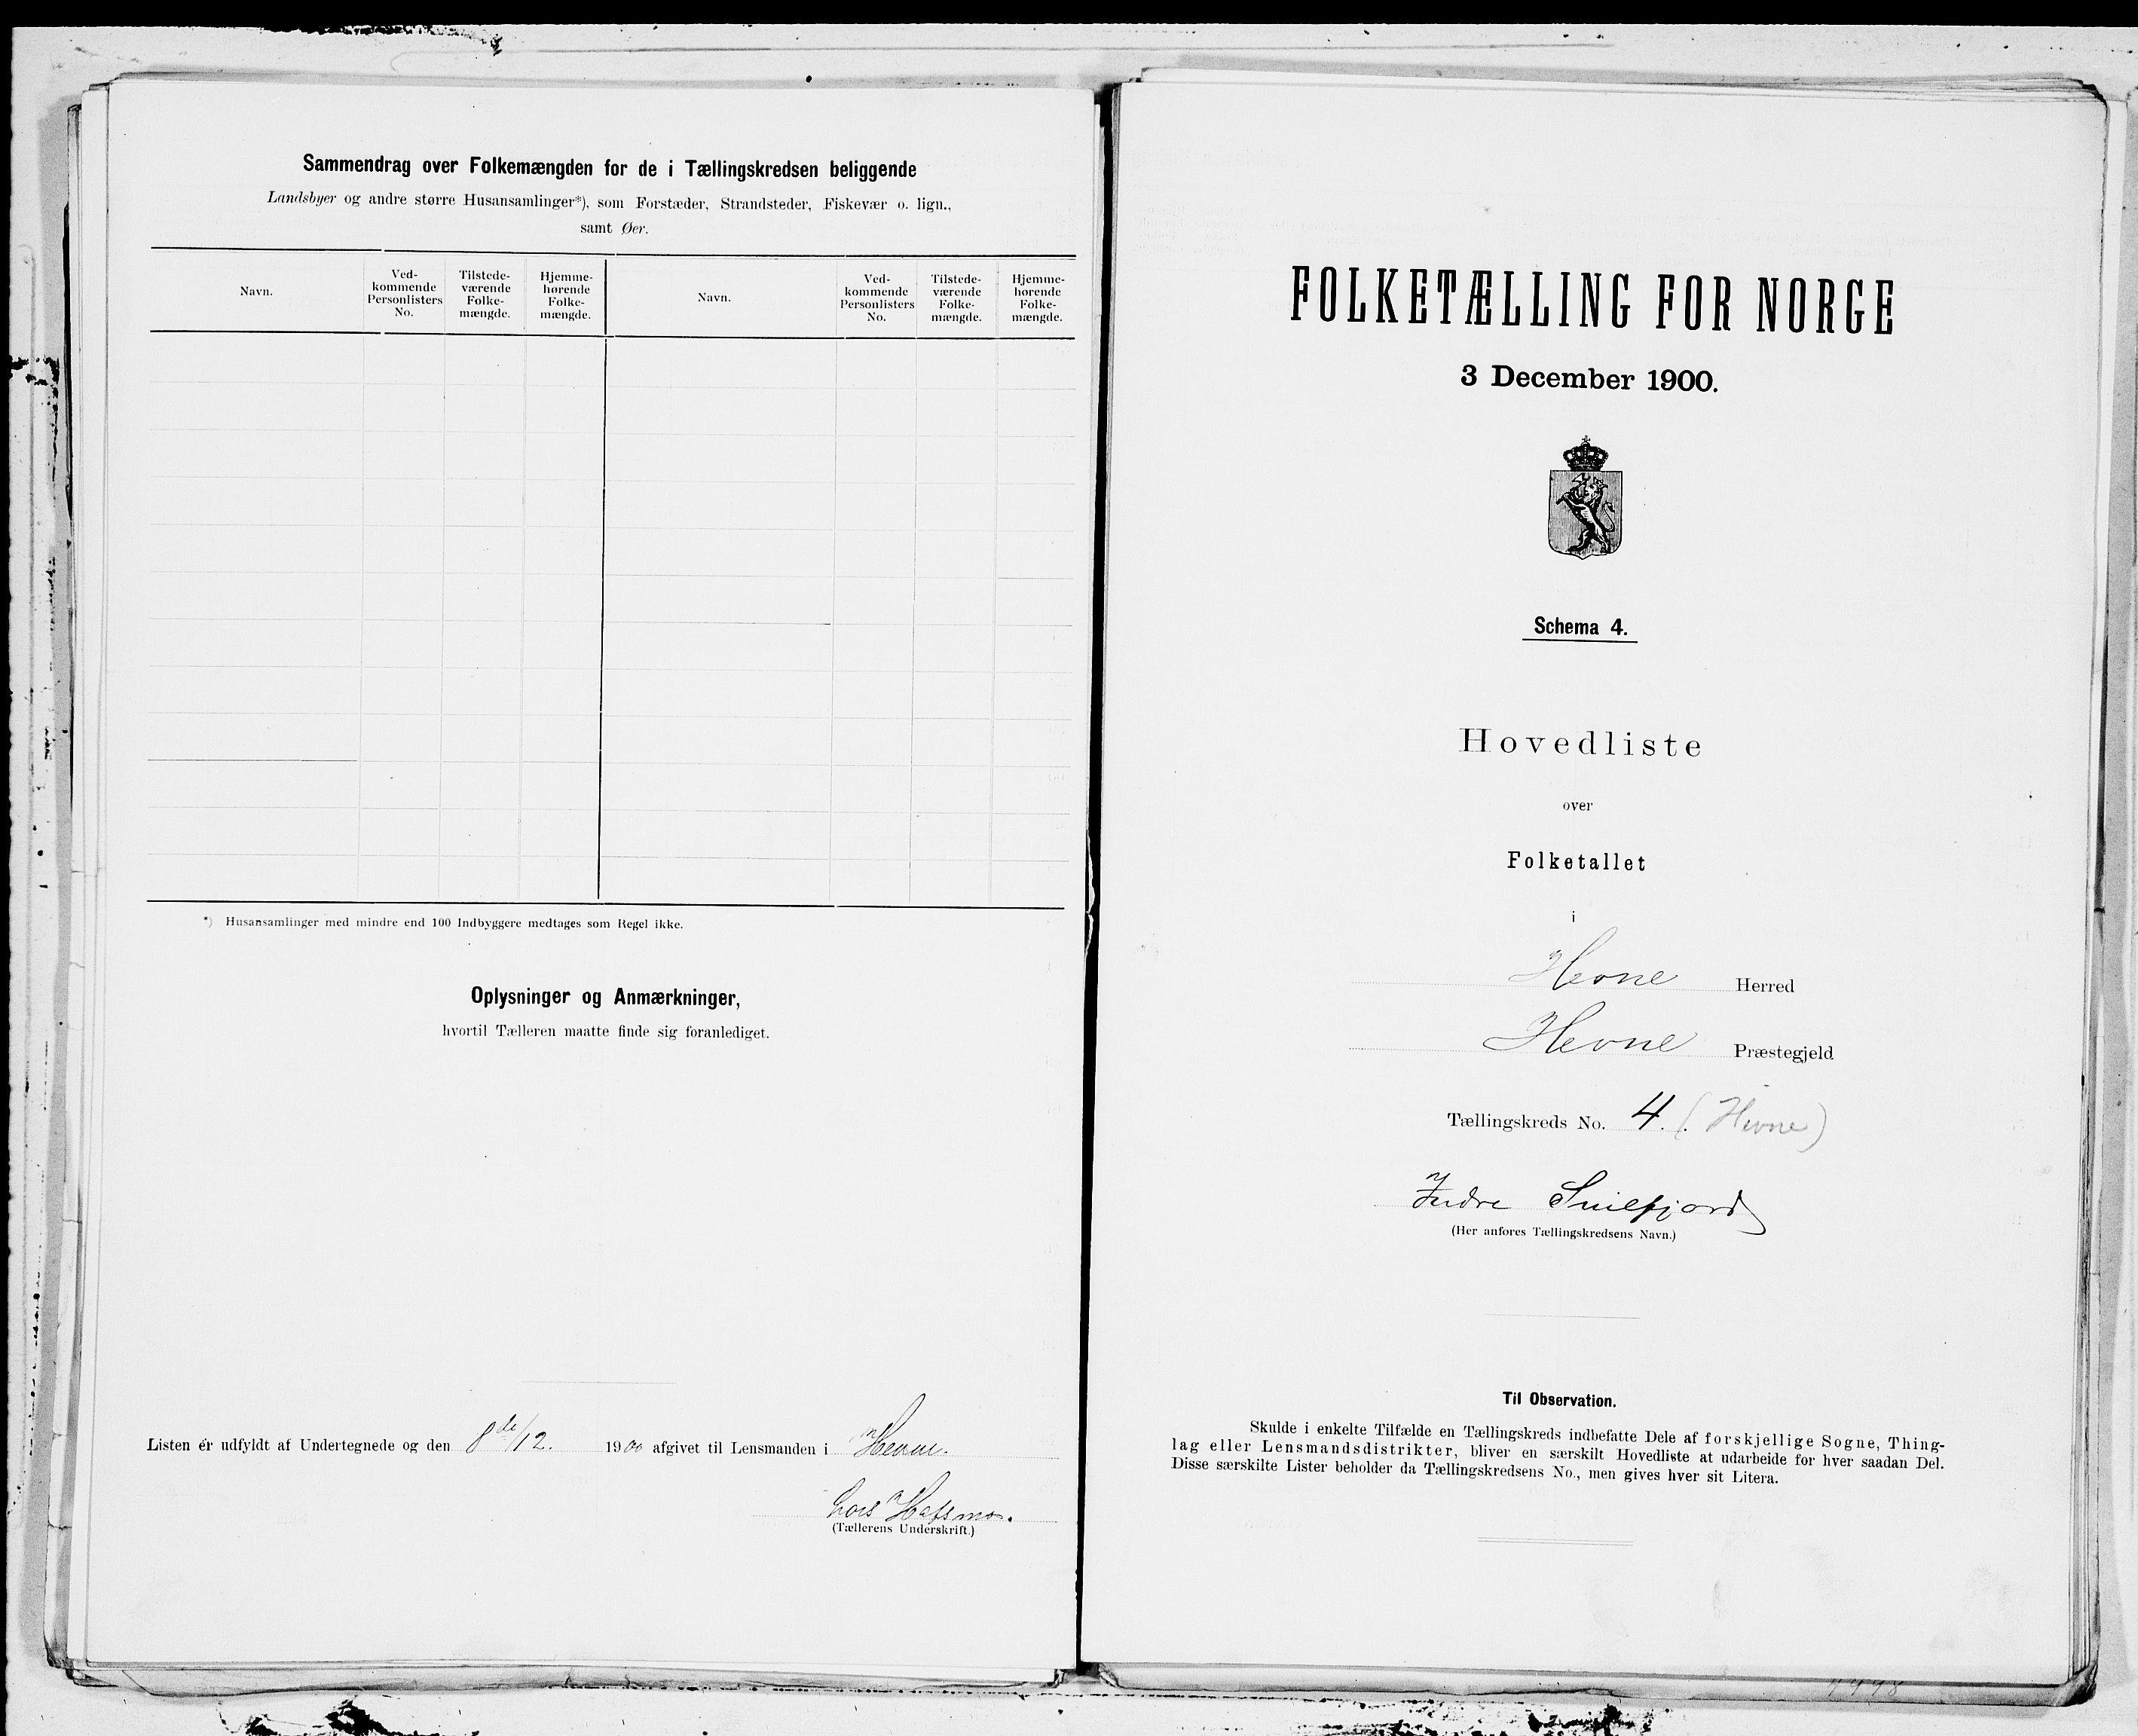 Sammendrag over Folkemængden for de i Tællingskredsen beliggende
Landsbyer og andre større Husansamlinger*), som Forstæder, Strandsteder, Fiskevær o. lign.,
samt Øer.
Navn.
Ved-
kommende
Personlisters
No.
Tilstede-
værende
Folke-
mængde.
Hjemme-
hørende
Folke-
mængde.
Navn.
Ved-
kommende
Personlisters
No.
Tilstede-
værende
Folke-
mængde.
Hjemme-
hørende
Folke-
mængde.
*) Husansamlinger med mindre end 100 Indbyggere medtages som Regel ikke.
Oplysninger og Anmærkninger,
hvortil Tælleren maatte finde sig foranlediget.
Listen er udfyldt af Undertegnede og den 8de/12. 1900 afgivet til Lensmanden i Hevne.
Lars Hafsmo.
(Tællerens Underskrift.)
FOLKETÆLLING FOR NORGE
3 December 1900.
Schema 4.
Hovedliste
over
Folketallet
i
Hevne Herred
Hevne Præstegjeld
Tællingskreds No. 4. (Hevne)
Indre Snilfjord
(Her anføres Tællingskredsens Navn.)
Til Observation.
Skulde i enkelte Tilfælde en Tællingskreds indbefatte Dele af forskjellige Sogne, Thing-
lag eller Lensmandsdistrikter, bliver en særskilt Hovedliste at udarbeide for hver saadan Del.
Disse særskilte Lister beholder da Tællingskredsens No., men gives hver sit Litera.